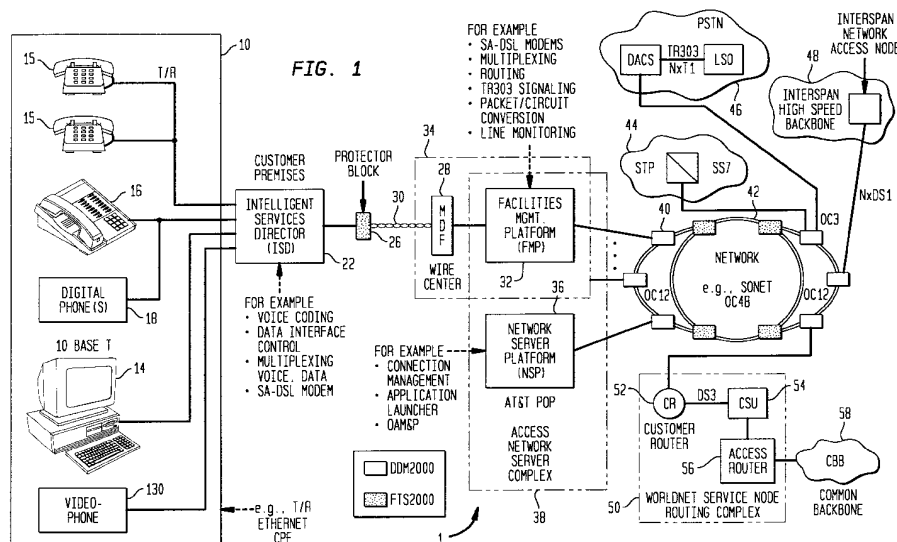 FIG. 1
10
15
T/R
15
16
DIGITAL
PHONE(S)
18
10 BASE T
14
VIDEO-
PHONE
130
e.g., T/R
ETHERNET
CPE
CUSTOMER
PREMISES
INTELLIGENT
SERVICES
DIRECTOR
(ISD)
22
FOR EXAMPLE
• VOICE CODING
• DATA INTERFACE
CONTROL
• MULTIPLEXING
VOICE, DATA
• SA-DSL MODEM
PROTECTOR
BLOCK
26
30
34
28
MDF
WIRE
CENTER
FOR EXAMPLE
• SA-DSL MODEMS
• MULTIPLEXING
• ROUTING
• TR303 SIGNALING
• PACKET/CIRCUIT
CONVERSION
• LINE MONITORING
FACILITIES
MGMT.
PLATFORM
(FMP)
32
36
NETWORK
SERVER
PLATFORM
(NSP)
AT&T POP
FOR EXAMPLE
• CONNECTION
MANAGEMENT
• APPLICATION
LAUNCHER
• OAM&P
ACCESS
NETWORK
SERVER
COMPLEX
38
1
DDM2000
FTS2000
PSTN
DACS
TR303
NxT1
LSO
46
INTERSPAN
NETWORK
ACCESS NODE
48
INTERSPAN
HIGH SPEED
BACKBONE
NxDS1
44
STP
SS7
40
42
OC3
NETWORK
e.g., SONET
OC48
OC12
OC12
52
CR
DS3
CSU
54
CUSTOMER
ROUTER
56
ACCESS
ROUTER
58
CBB
COMMON
BACKBONE
50
WORLDNET SERVICE NODE
ROUTING COMPLEX